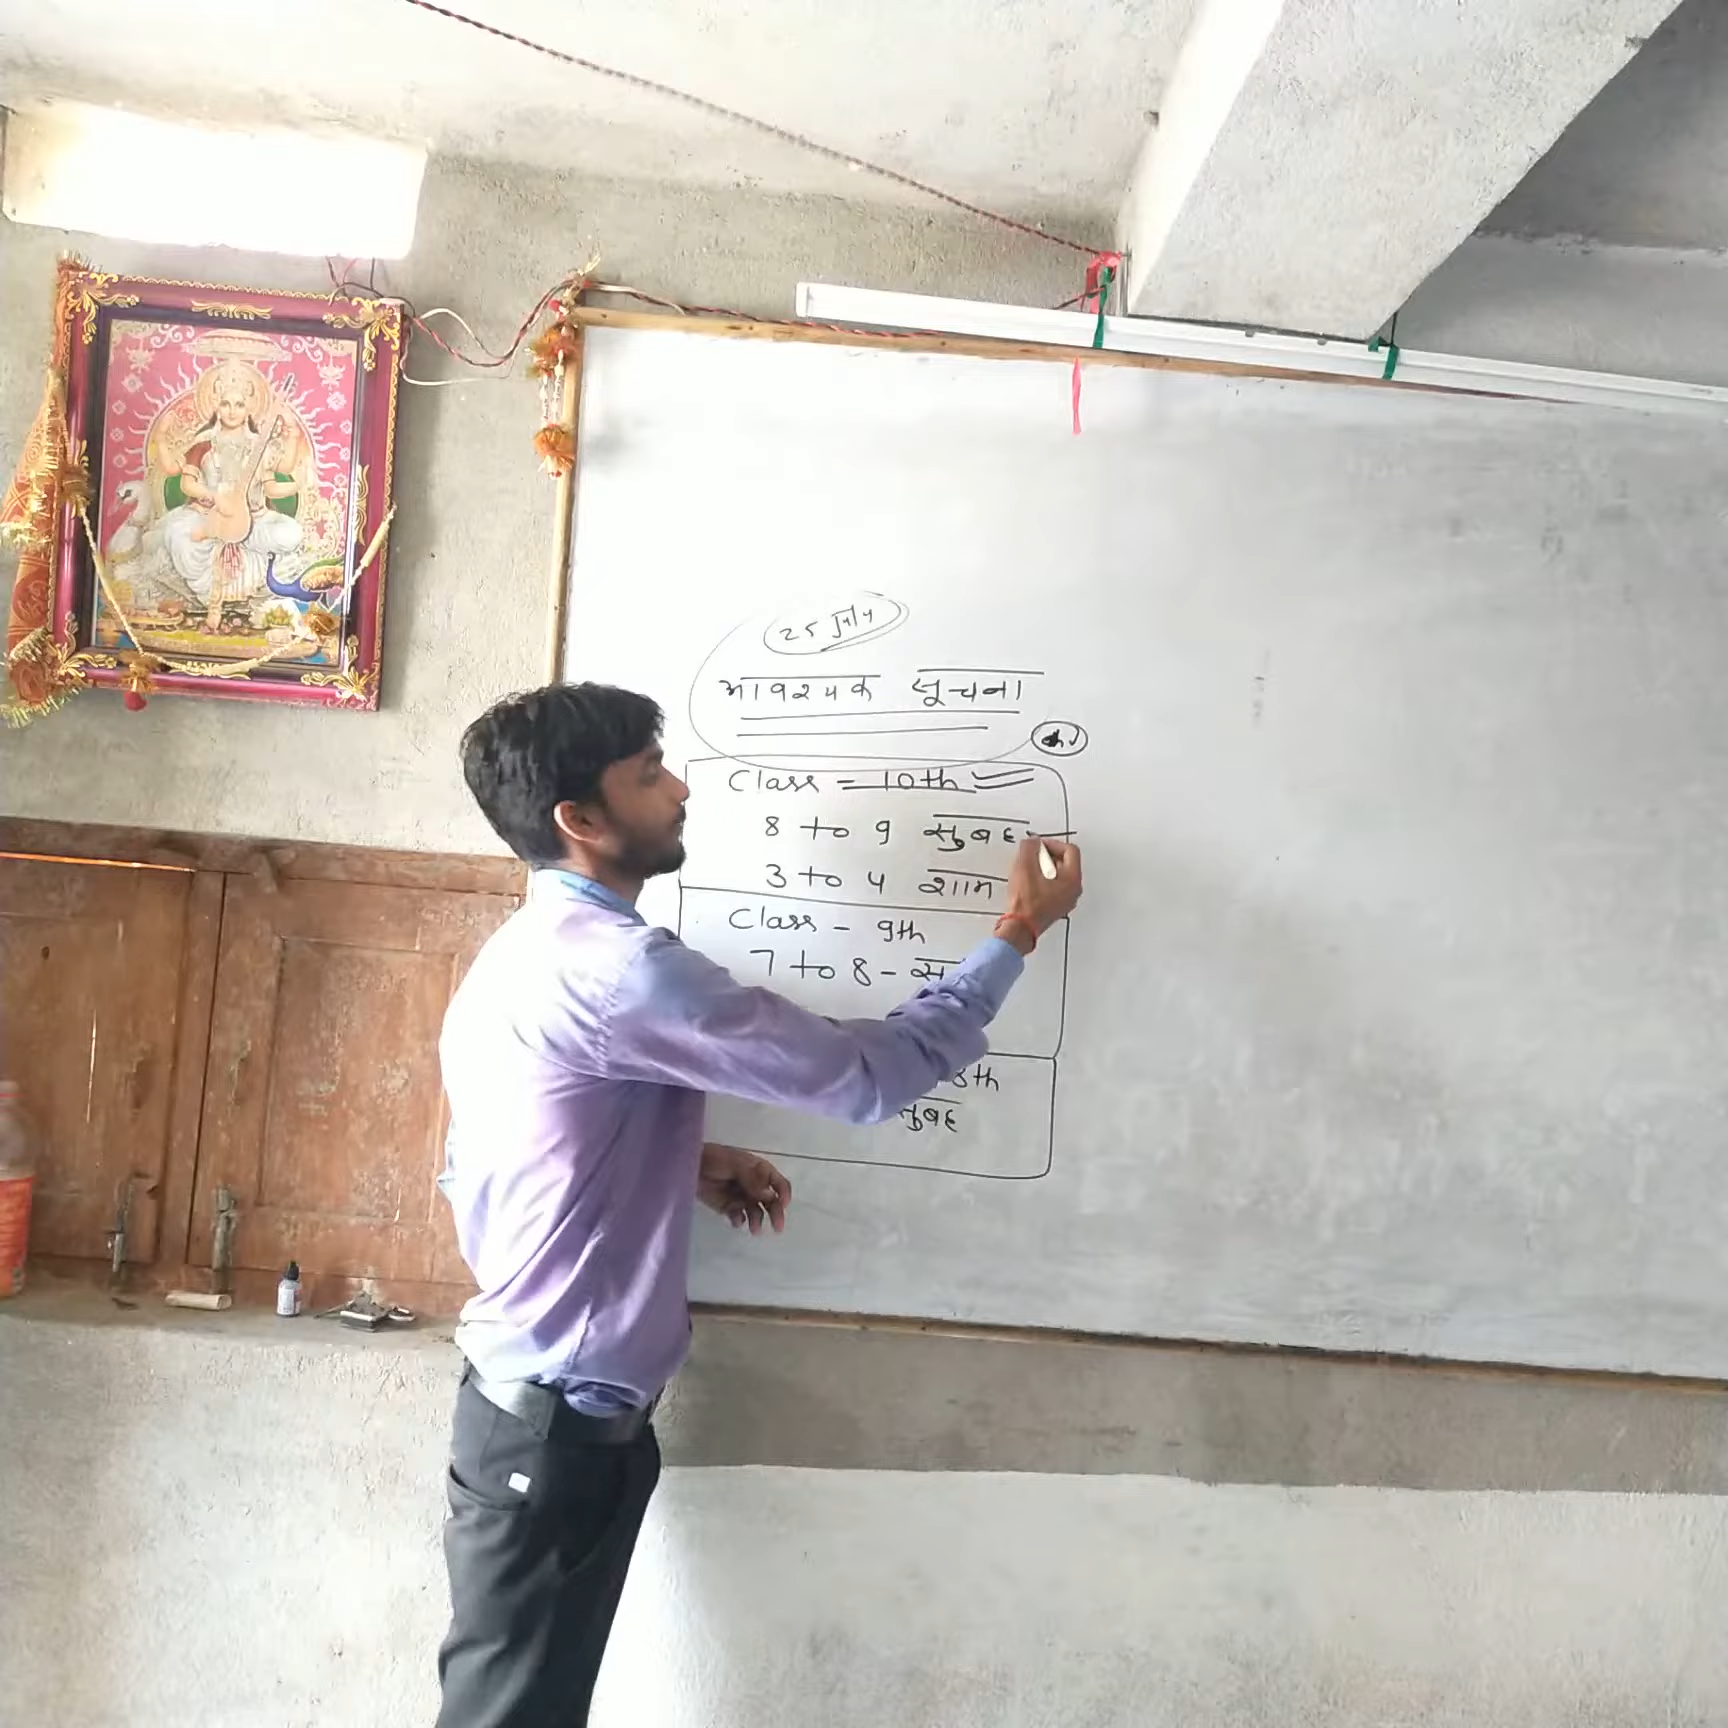 25
आवश्यक सूचना
Class = 10th
8 to 9 सुबह
3 to 4 शाम
Class - 9th
7 to 8 -
8th
सुबह